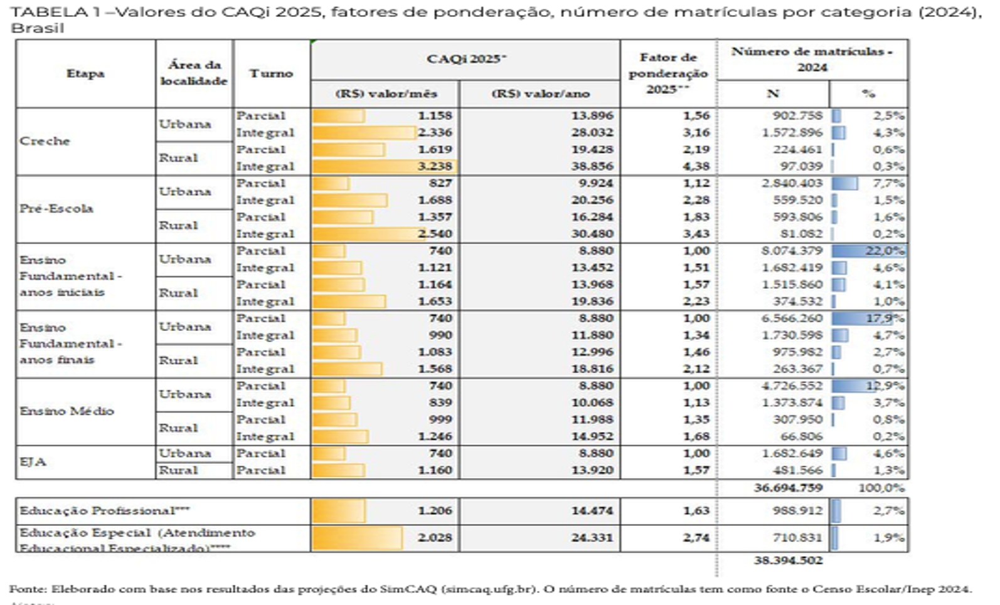 TABELA 1 –Valores do CAQi 2025, fatores de ponderação, número de matrículas por categoria (2024),
Brasil
Etapa Área da localidade Turno CAQi 2025* Fator de ponderação 2025** Número de matrículas - 2024
(R$) valor/mês (R$) valor/ano N %
Creche Urbana Parcial 1.158 13.896 1,56 902.758 2,5%
Integral 2.336 28.032 3,16 1.572.896 4,3%
Rural Parcial 1.619 19.428 2,19 224.461 0,6%
Integral 3.238 38.856 4,38 97.039 0,3%
Pré-Escola Urbana Parcial 827 9.924 1,12 2.840.403 7,7%
Integral 1.688 20.256 2,28 559.520 1,5%
Rural Parcial 1.357 16.284 1,83 593.806 1,6%
Integral 2.540 30.480 3,43 81.082 0,2%
Ensino Fundamental - anos iniciais Urbana Parcial 740 8.880 1,00 8.074.379 22,0%
Integral 1.121 13.452 1,51 1.682.419 4,6%
Rural Parcial 1.164 13.968 1,57 1.515.860 4,1%
Integral 1.653 19.836 2,23 374.532 1,0%
Ensino Fundamental - anos finais Urbana Parcial 740 8.880 1,00 6.566.260 17,9%
Integral 990 11.880 1,34 1.730.598 4,7%
Rural Parcial 1.083 12.996 1,46 975.982 2,7%
Integral 1.568 18.816 2,12 263.367 0,7%
Ensino Médio Urbana Parcial 740 8.880 1,00 4.726.552 12,9%
Integral 839 10.068 1,13 1.373.874 3,7%
Rural Parcial 999 11.988 1,35 307.950 0,8%
Integral 1.246 14.952 1,68 66.806 0,2%
EJA Urbana Parcial 740 8.880 1,00 1.682.649 4,6%
Rural Parcial 1.160 13.920 1,57 481.566 1,3%
36.694.759 100,0%
Educação Profissional*** 1.206 14.474 1,63 988.912 2,7%
Educação Especial (Atendimento Educacional Especializado)**** 2.028 24.331 2,74 710.831 1,9%
38.394.502
Fonte: Eleborado com base nos resultados das projeções do SimCAQ (simcaq.ufg.br). O número de matrículas tem como fonte o Censo Escolar/Inep 2024.